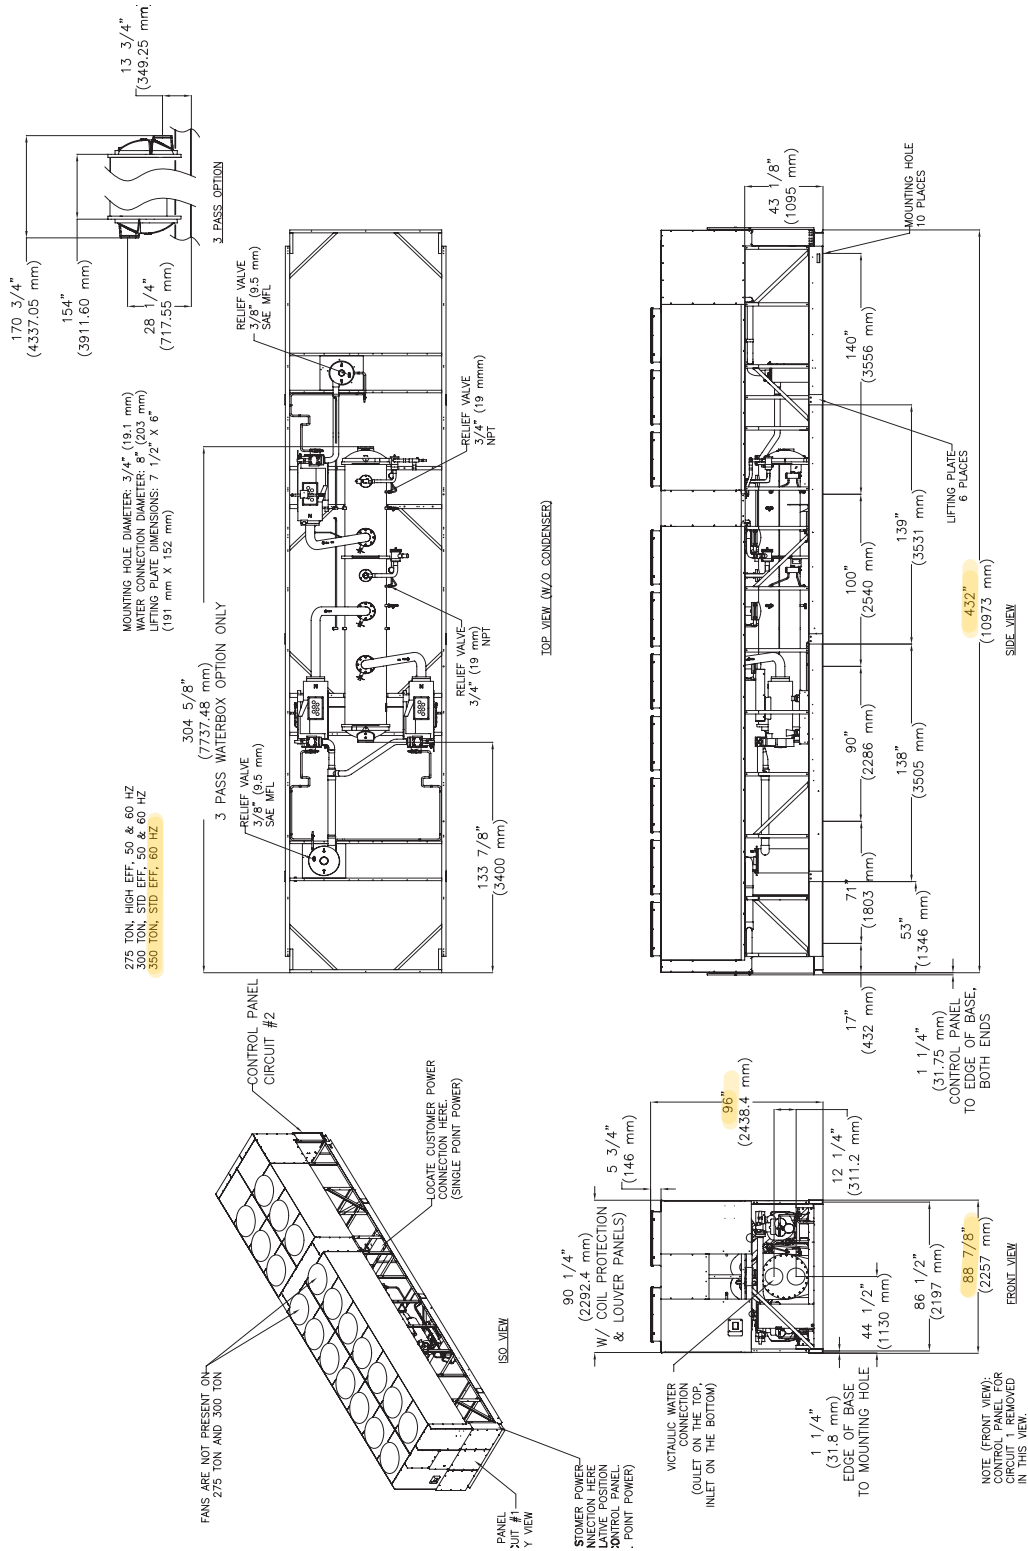 13 3/4"
(349.25 mm)
170 3/4"
(4337.05 mm)
154"
(3911.60 mm)
28 1/4"
(717.55 mm)
3 PASS OPTION
MOUNTING HOLE DIAMETER: 3/4" (19.1 mm)
WATER CONNECTION DIAMETER: 8" (203 mm)
LIFTING PLATE DIMENSIONS: 7 1/2" X 6"
(191 mm X 152 mm)
275 TON, HIGH EFF, 50 & 60 HZ
300 TON, STD EFF, 50 & 60 HZ
350 TON, STD EFF, 60 HZ
304 5/8"
(7737.48 mm)
3 PASS WATERBOX OPTION ONLY
RELIEF VALVE
3/8" (9.5 mm)
SAE MFL
RELIEF VALVE
3/8" (9.5 mm)
SAE MFL
RELIEF VALVE
3/4" (19 mmm)
NPT
RELIEF VALVE
3/4" (19 mm)
NPT
133 7/8"
(3400 mm)
TOP VIEW (W/O CONDENSER)
43 1/8"
(1095 mm)
MOUNTING HOLE
10 PLACES
LIFTING PLATE
6 PLACES
140"
(3556 mm)
100"
(2540 mm)
90"
(2286 mm)
71"
(1803 mm)
17"
(432 mm)
139"
(3531 mm)
138"
(3505 mm)
53"
(1346 mm)
1 1/4"
(31.75 mm)
CONTROL PANEL
TO EDGE OF BASE,
BOTH ENDS
432"
(10973 mm)
SIDE VIEW
FANS ARE NOT PRESENT ON
275 TON AND 300 TON
CONTROL PANEL
CIRCUIT #2
LOCATE CUSTOMER POWER
CONNECTION HERE.
(SINGLE POINT POWER)
ISO VIEW
PANEL
CUIT #1
Y VIEW
STOMER POWER
NNECTION HERE
LATIVE POSITION
CONTROL PANEL.
. POINT POWER)
90 1/4"
(2292.4 mm)
W/ COIL PROTECTION
& LOUVER PANELS)
5 3/4"
(146 mm)
96"
(2438.4 mm)
12 1/4"
(311.2 mm)
VICTAULIC WATER
CONNECTION
(OULET ON THE TOP,
INLET ON THE BOTTOM)
1 1/4"
(31.8 mm)
EDGE OF BASE
TO MOUNTING HOLE
44 1/2"
(1130 mm)
86 1/2"
(2197 mm)
88 7/8"
(2257 mm)
FRONT VIEW
NOTE (FRONT VIEW):
CONTROL PANEL FOR
CIRCUIT 1 REMOVED
IN THIS VIEW.